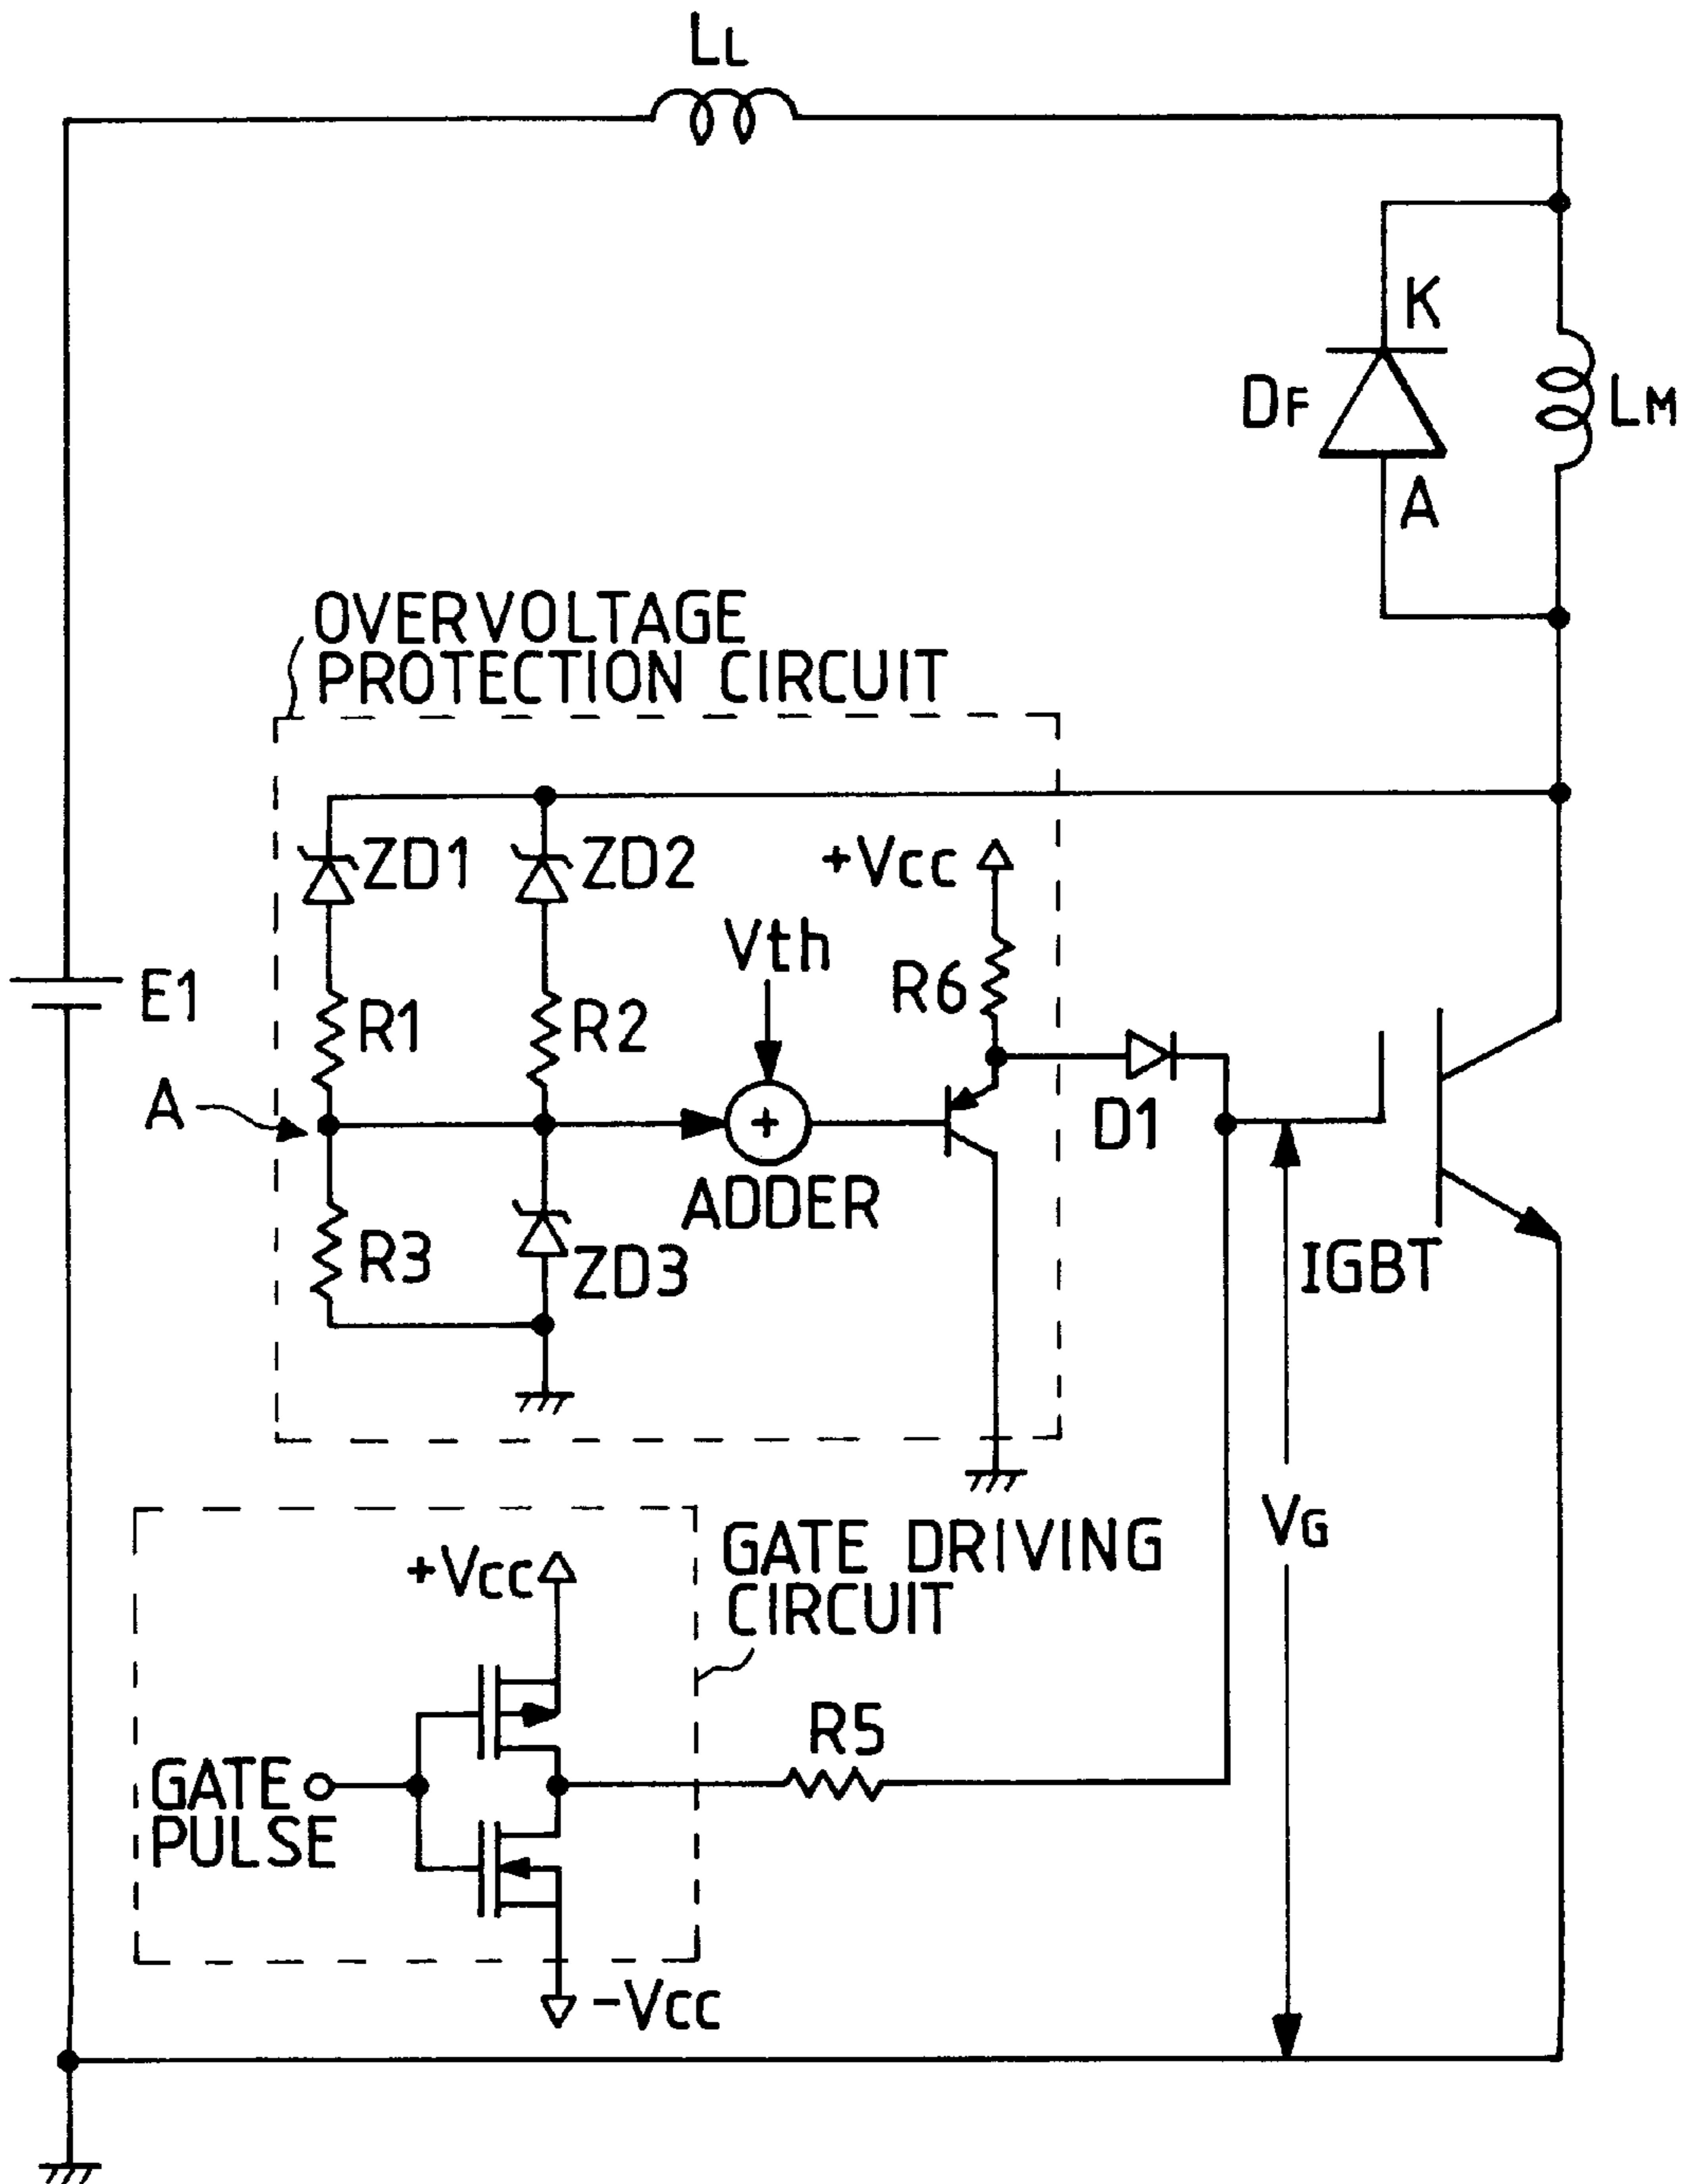 LL
K
DF
LM
A
OVERVOLTAGE
PROTECTION CIRCUIT
ZD1
ZD2
+Vcc
Vth
E1
R1
R2
R6
A
+
D1
ADDER
R3
ZD3
IGBT
VG
GATE DRIVING
CIRCUIT
+Vcc
R5
GATE
PULSE
-Vcc